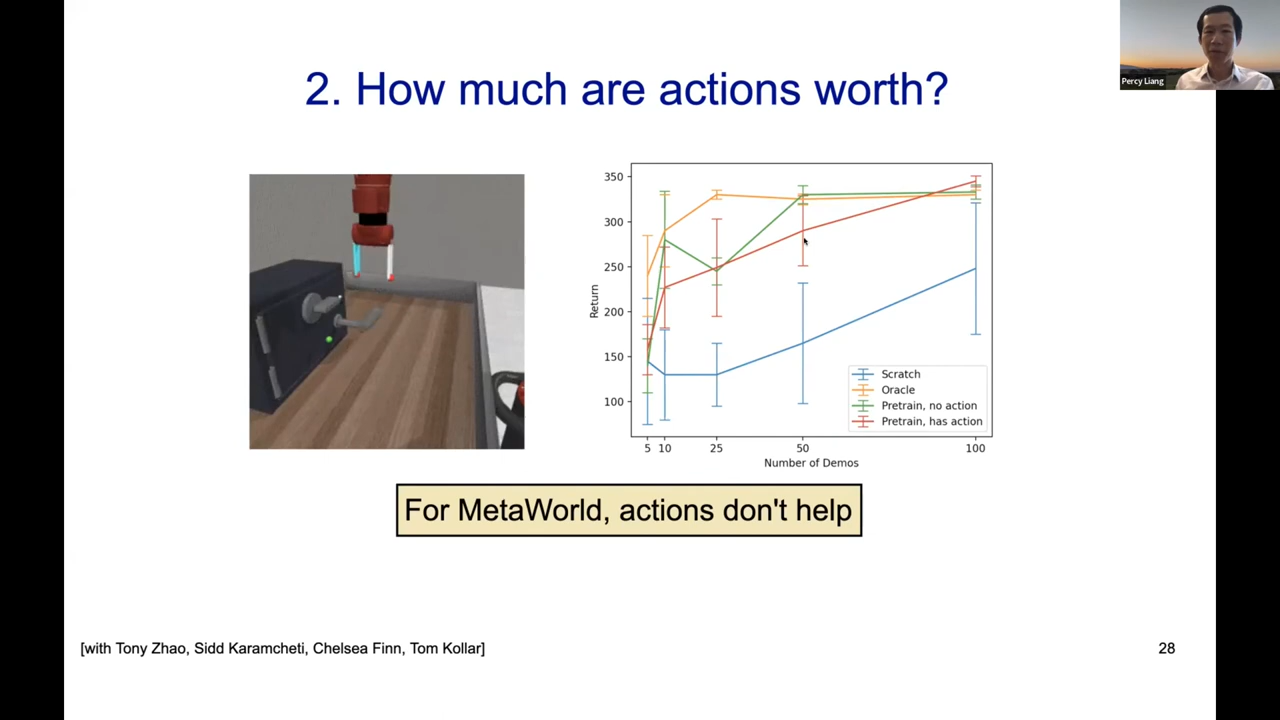 Percy Liang
2. How much are actions worth?
350
300
250
200
150
100
Return
5 10 25 50 100
Number of Demos
Scratch
Oracle
Pretrain, no action
Pretrain, has action
For MetaWorld, actions don't help
[with Tony Zhao, Sidd Karamcheti, Chelsea Finn, Tom Kollar]
28